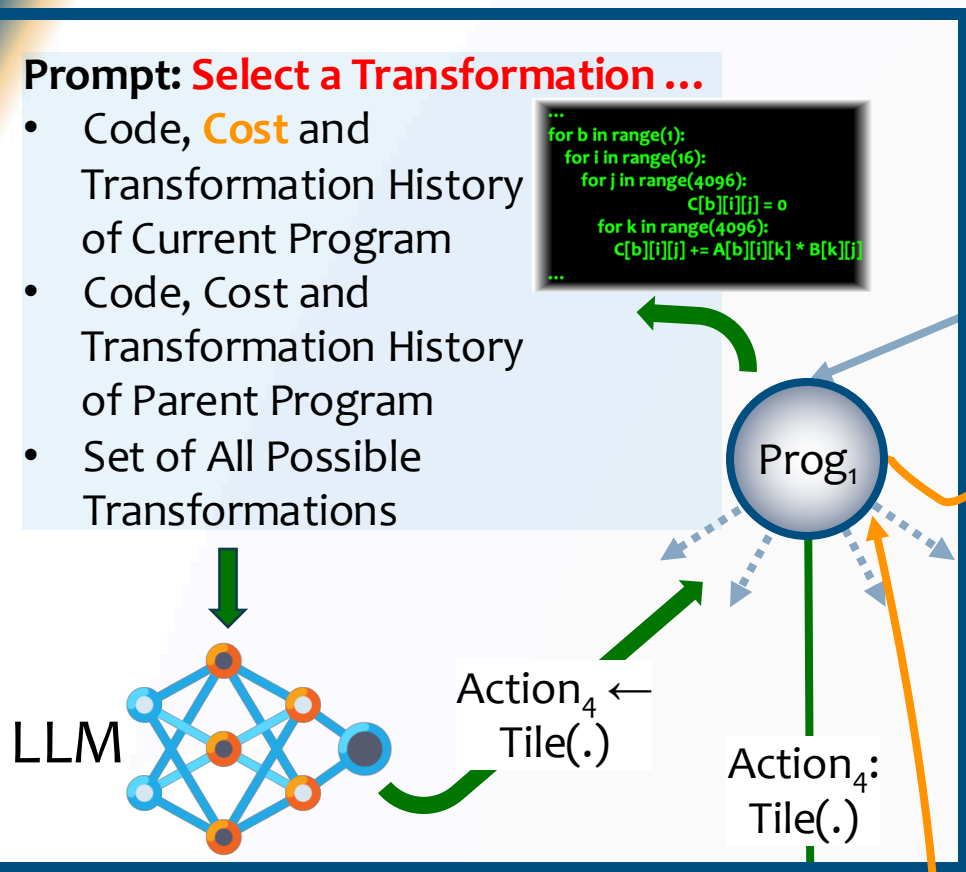 Prompt: Select a Transformation ...
• Code, Cost and
Transformation History
of Current Program
• Code, Cost and
Transformation History
of Parent Program
• Set of All Possible
Transformations
...
for b in range(1):
for i in range(16):
for j in range(4096):
C[b][i][j] = 0
for k in range(4096):
C[b][i][j] += A[b][i][k] * B[k][j]
...
Prog₁
LLM
Action₄ ←
Tile(.)
Action₄:
Tile(.)